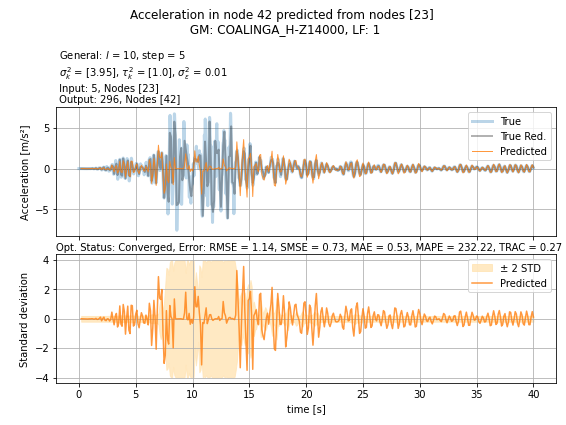 Acceleration in node 42 predicted from nodes [23]
GM: COALINGA_H-Z14000, LF: 1
General: l = 10, step = 5
σ²ₖ = [3.95], τ²ₖ = [1.0], σ²ε = 0.01
Input: 5, Nodes [23]
Output: 296, Nodes [42]
Acceleration [m/s²]
5
0
−5
True
True Red.
Predicted
Opt. Status: Converged, Error: RMSE = 1.14, SMSE = 0.73, MAE = 0.53, MAPE = 232.22, TRAC = 0.27
Standard deviation
4
2
0
−2
−4
± 2 STD
Predicted
0 5 10 15 20 25 30 35 40
time [s]